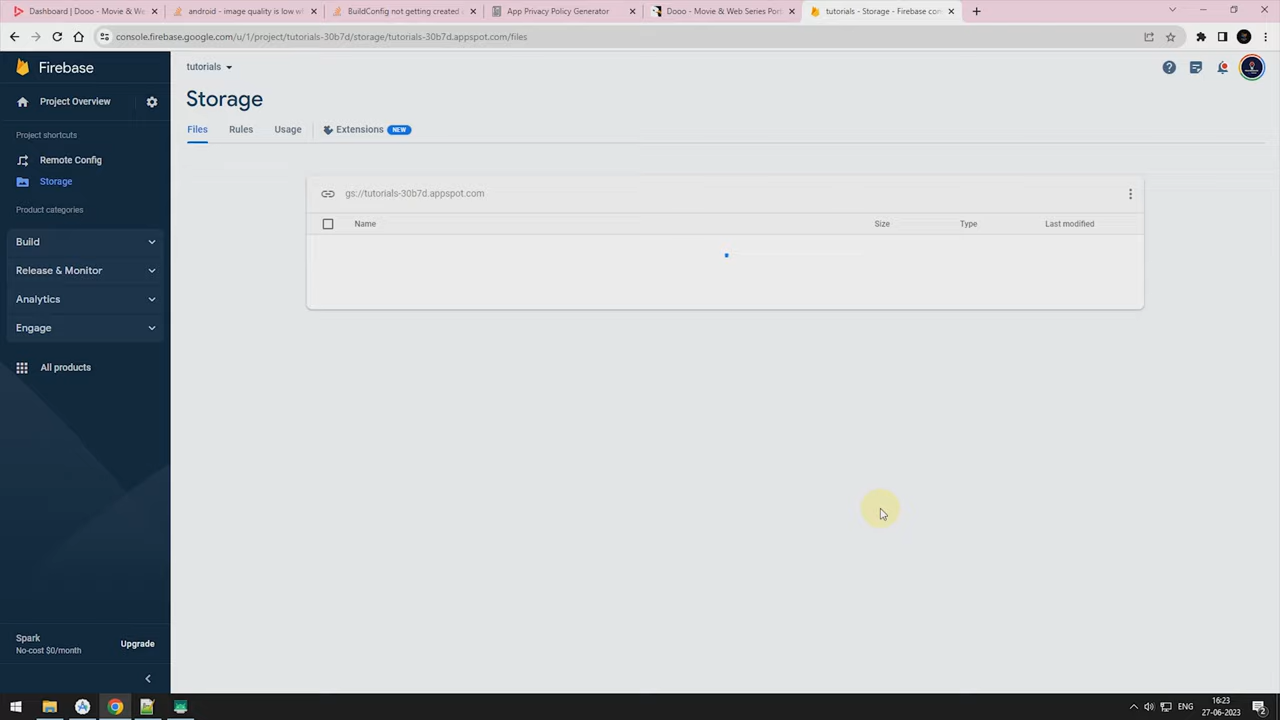 Dashboard | Dooo - Movie & We
android - image quality is low w
BuildConfig not getting created
App Privacy Policy Generator
Dooo - Movie & Web Series Port
tutorials - Storage - Firebase con
console.firebase.google.com/u/1/project/tutorials-30b7d/storage/tutorials-30b7d.appspot.com/files
Firebase
tutorials
Project Overview
Storage
Files
Rules
Usage
Extensions
NEW
Project shortcuts
Remote Config
Storage
Product categories
gs://tutorials-30b7d.appspot.com
Name
Size
Type
Last modified
Build
Release & Monitor
Analytics
Engage
All products
Spark
No-cost $0/month
Upgrade
ENG
16:23
27-06-2023
2